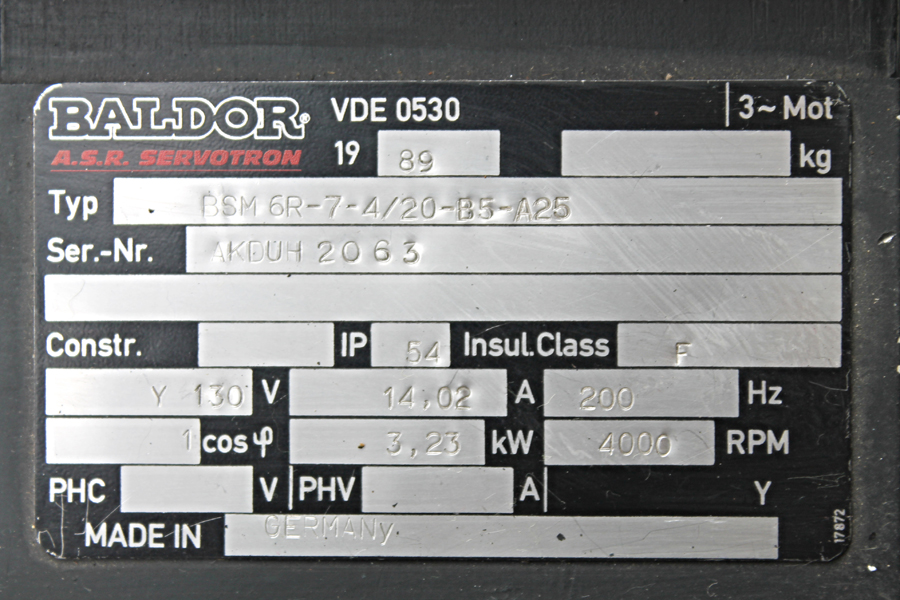 BALDOR® VDE 0530 3~ Mot
A.S.R. SERVOTRON 19 89 kg
Typ BSM 6R-7-4/20-B5-A25
Ser.-Nr. AKDUH 2063
Constr. IP 54 Insul.Class F
Y 130 V 14,02 A 200 Hz
1 cos φ 3,23 kW 4000 RPM
PHC V PHV A Y
MADE IN GERMANy
17872